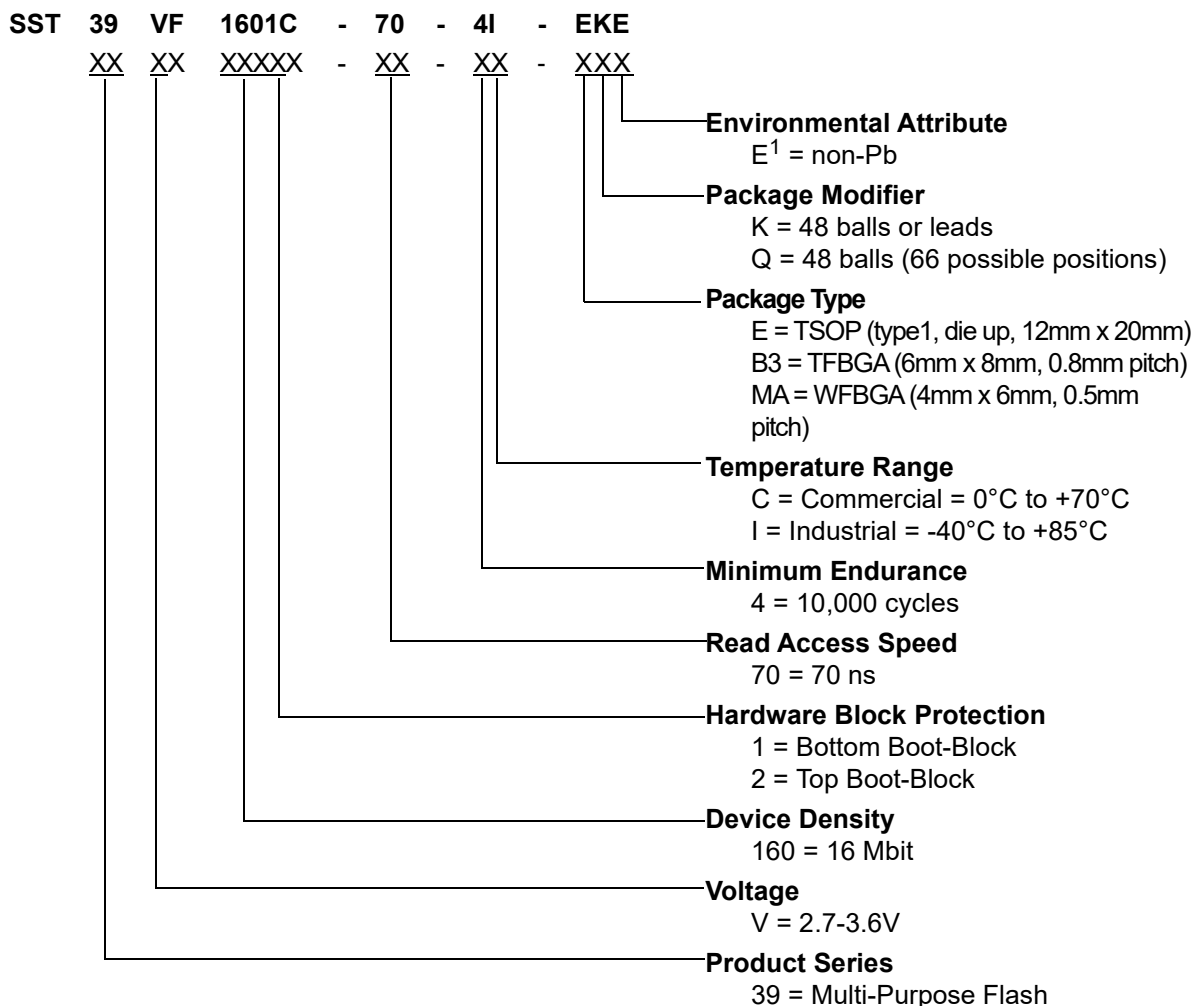 SST 39 VF 1601C - 70 - 4I - EKE
XX XX XXXXX - XX - XX - XXX
Environmental Attribute
E1 = non-Pb
Package Modifier
K = 48 balls or leads
Q = 48 balls (66 possible positions)
Package Type
E = TSOP (type1, die up, 12mm x 20mm)
B3 = TFBGA (6mm x 8mm, 0.8mm pitch)
MA = WFBGA (4mm x 6mm, 0.5mm
pitch)
Temperature Range
C = Commercial = 0°C to +70°C
I = Industrial = -40°C to +85°C
Minimum Endurance
4 = 10,000 cycles
Read Access Speed
70 = 70 ns
Hardware Block Protection
1 = Bottom Boot-Block
2 = Top Boot-Block
Device Density
160 = 16 Mbit
Voltage
V = 2.7-3.6V
Product Series
39 = Multi-Purpose Flash